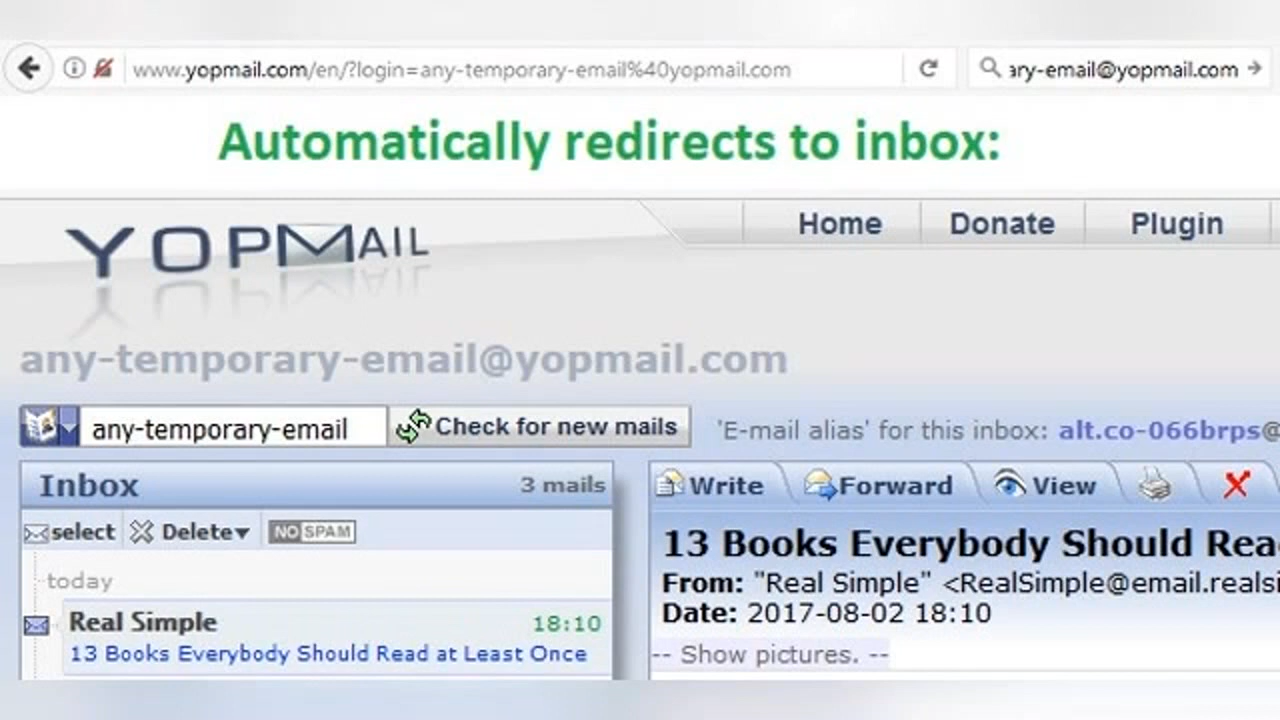 www.yopmail.com/en/?login=any-temporary-email%40yopmail.com
ary-email@yopmail.com
Automatically redirects to inbox:
YOPMAIL
Home Donate Plugin
any-temporary-email@yopmail.com
any-temporary-email Check for new mails 'E-mail alias' for this inbox: alt.co-066brps@
Inbox 3 mails
Write Forward View
select Delete NO SPAM
13 Books Everybody Should Rea
today
From: "Real Simple" <RealSimple@email.realsi
Real Simple 18:10
Date: 2017-08-02 18:10
13 Books Everybody Should Read at Least Once
-- Show pictures. --